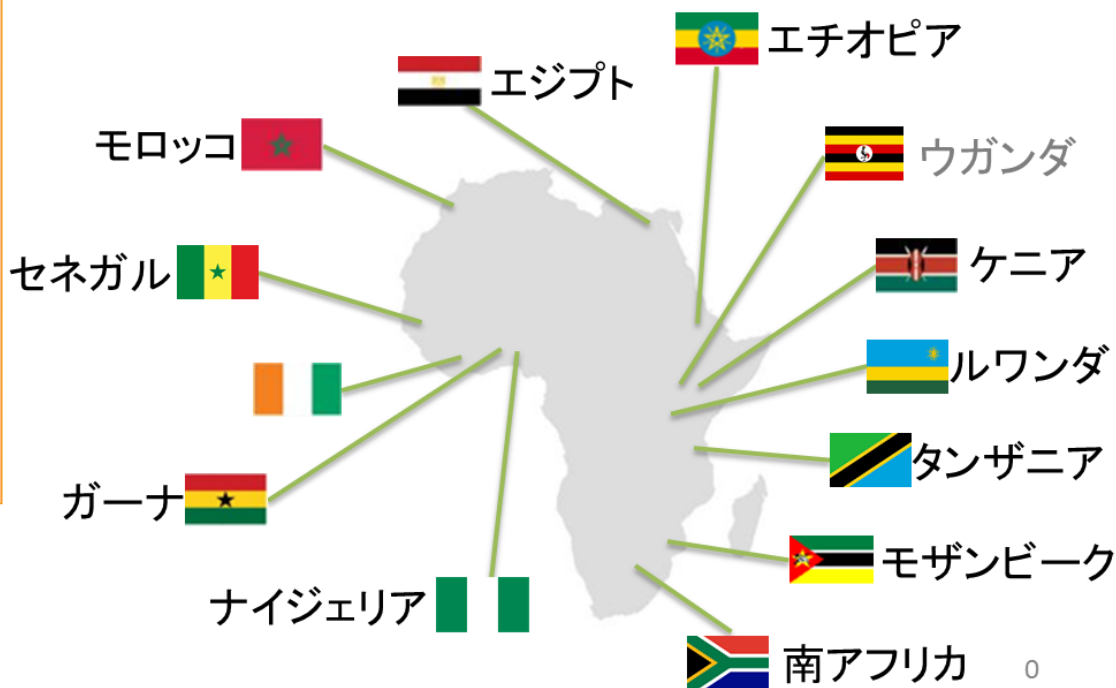 エチオピア
エジプト
モロッコ
ウガンダ
セネガル
ケニア
ルワンダ
タンザニア
ガーナ
モザンビーク
ナイジェリア
南アフリカ
0